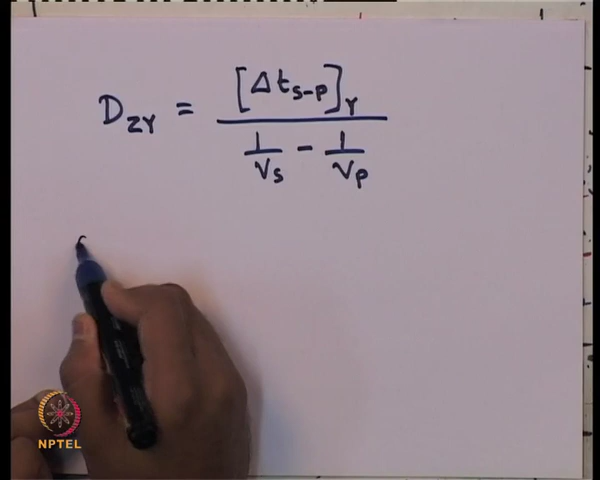 D_ZY = [Δt_s-p]_Y / (1/V_s - 1/V_p)
NPTEL